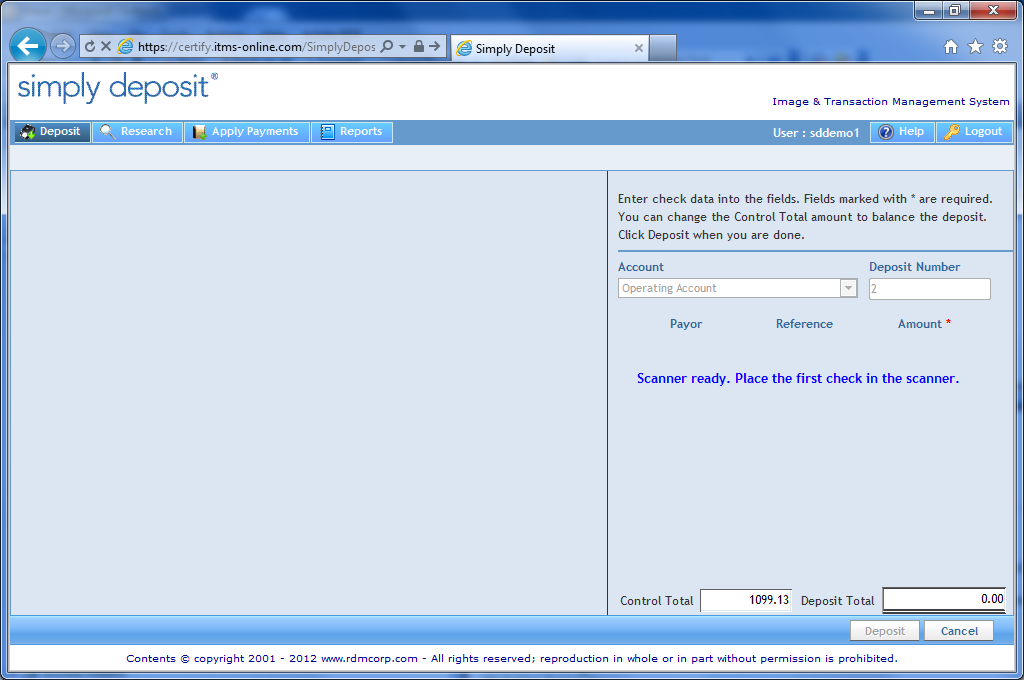 https://certify.itms-online.com/SimplyDepos
Simply Deposit
simply deposit®
Image & Transaction Management System
Deposit Research Apply Payments Reports User : sddemo1 Help Logout
Enter check data into the fields. Fields marked with * are required.
You can change the Control Total amount to balance the deposit.
Click Deposit when you are done.
Account Deposit Number
Operating Account 2
Payor Reference Amount *
Scanner ready. Place the first check in the scanner.
Control Total 1099.13 Deposit Total 0.00
Deposit Cancel
Contents © copyright 2001 - 2012 www.rdmcorp.com - All rights reserved; reproduction in whole or in part without permission is prohibited.